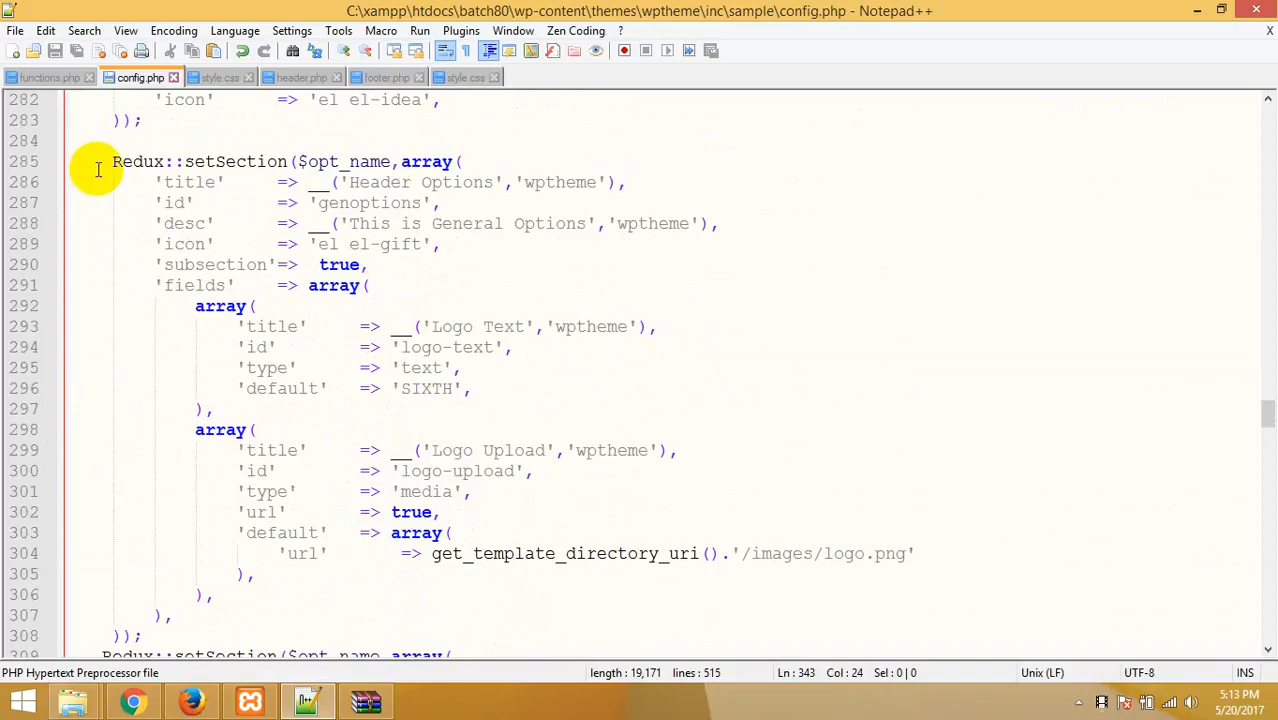 C:\xampp\htdocs\batch80\wp-content\themes\wptheme\inc\sample\config.php - Notepad++
File Edit Search View Encoding Language Settings Tools Macro Run Plugins Window Zen Coding ? X
functions.php config.php style.css header.php footer.php style.css
282 'icon' => 'el el-idea',
283 ));
284
285 Redux::setSection($opt_name,array(
286 'title' => __('Header Options','wptheme'),
287 'id' => 'genoptions',
288 'desc' => __('This is General Options','wptheme'),
289 'icon' => 'el el-gift',
290 'subsection'=> true,
291 'fields' => array(
292 array(
293 'title' => __('Logo Text','wptheme'),
294 'id' => 'logo-text',
295 'type' => 'text',
296 'default' => 'SIXTH',
297 ),
298 array(
299 'title' => __('Logo Upload','wptheme'),
300 'id' => 'logo-upload',
301 'type' => 'media',
302 'url' => true,
303 'default' => array(
304 'url' => get_template_directory_uri().'/images/logo.png'
305 ),
306 ),
307 ),
308 ));
309 Redux::setSection($opt_name,array(
PHP Hypertext Preprocessor file length : 19,171 lines : 515 Ln : 343 Col : 24 Sel : 0 | 0 Unix (LF) UTF-8 INS
5:13 PM
5/20/2017